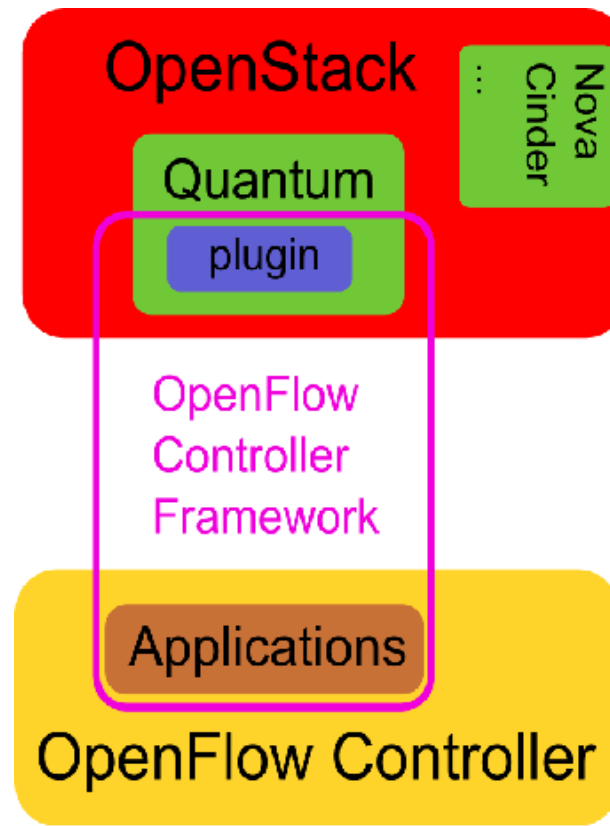 OpenStack
Nova
Cinder
...
Quantum
plugin
OpenFlow
Controller
Framework
Applications
OpenFlow Controller